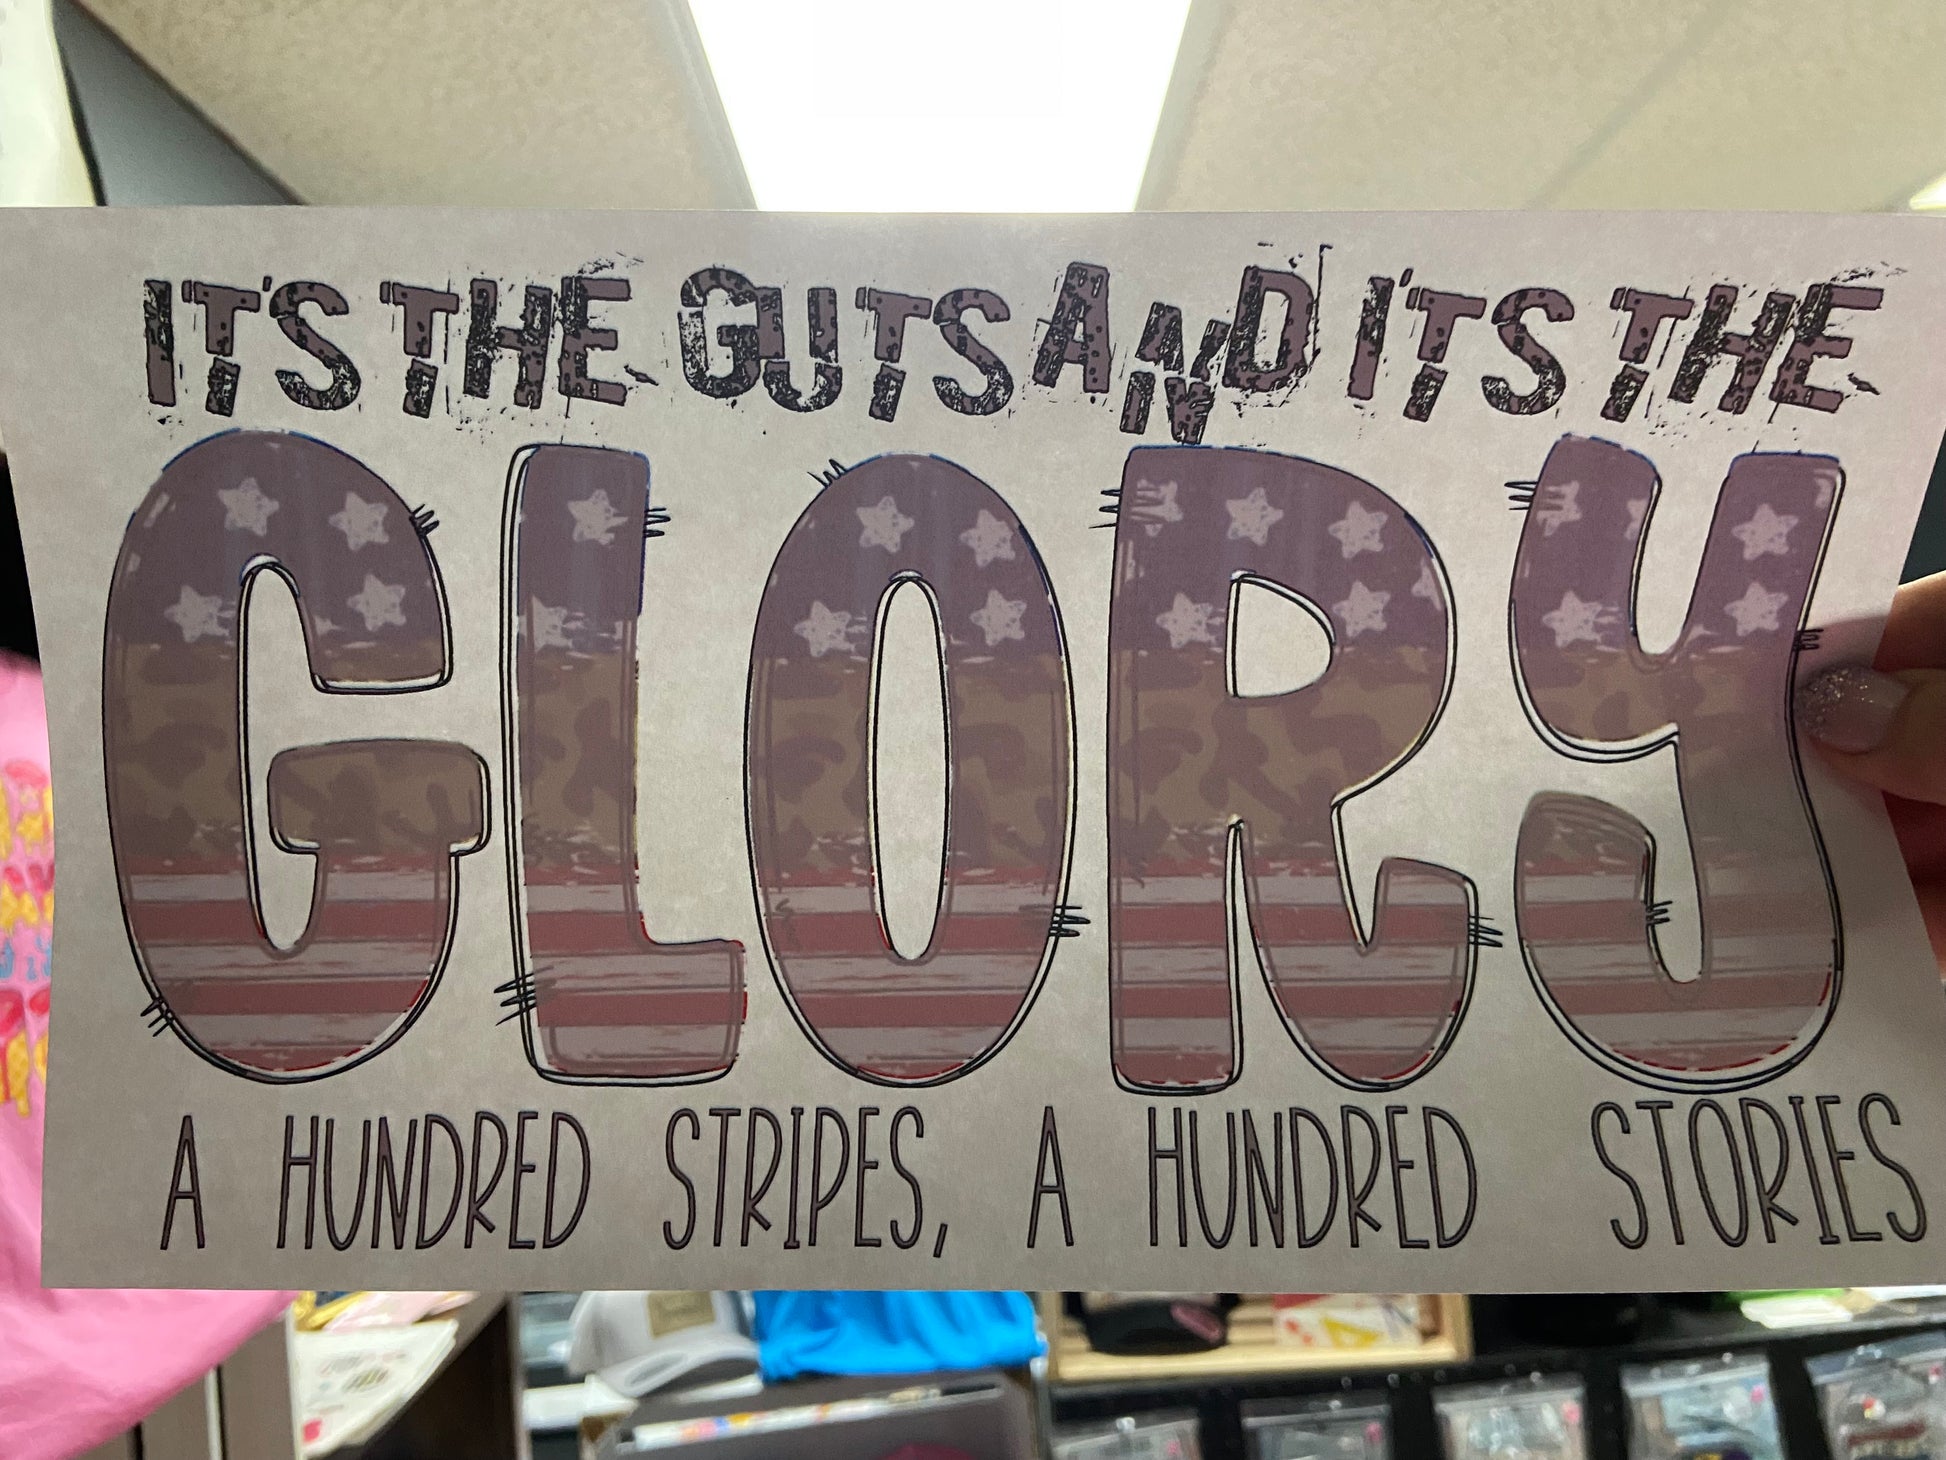 IT'S THE GUTS AND IT'S THE
GLORY
A HUNDRED STRIPES, A HUNDRED STORIES